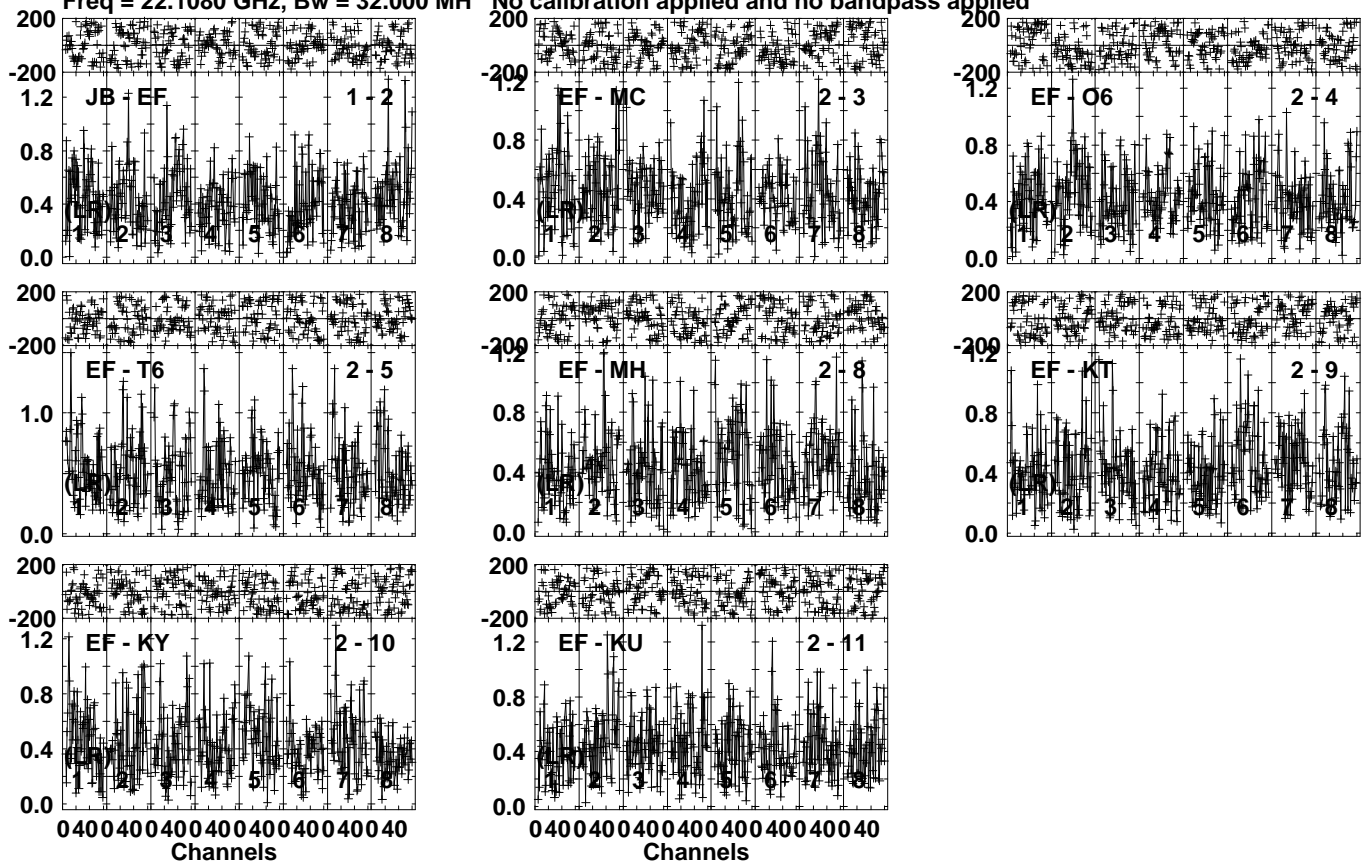 Freq = 22.1080 GHz, Bw = 32.000 MH No calibration applied and no bandpass applied
200
-200
JB - EF 1 - 2
1.2
0.8
0.4
0.0
(LR)
1 2 3 4 5 6 7 8
200
-200
EF - MC 2 - 3
1.2
0.8
0.4
0.0
(LR)
1 2 3 4 5 6 7 8
200
-200
EF - O6 2 - 4
1.2
0.8
0.4
0.0
(LR)
1 2 3 4 5 6 7 8
200
-200
EF - T6 2 - 5
1.0
0.0
(LR)
1 2 3 4 5 6 7 8
200
-200
EF - MH 2 - 8
1.2
0.8
0.4
0.0
(LR)
1 2 3 4 5 6 7 8
200
-200
EF - KT 2 - 9
1.2
0.8
0.4
0.0
(LR)
1 2 3 4 5 6 7 8
200
-200
EF - KY 2 - 10
1.2
0.8
0.4
0.0
(LR)
1 2 3 4 5 6 7 8
0 40 0 40 0 40 0 40 0 40 0 40 0 40 0 40
Channels
200
-200
EF - KU 2 - 11
1.2
0.8
0.4
0.0
(LR)
1 2 3 4 5 6 7 8
0 40 0 40 0 40 0 40 0 40 0 40 0 40 0 40
Channels